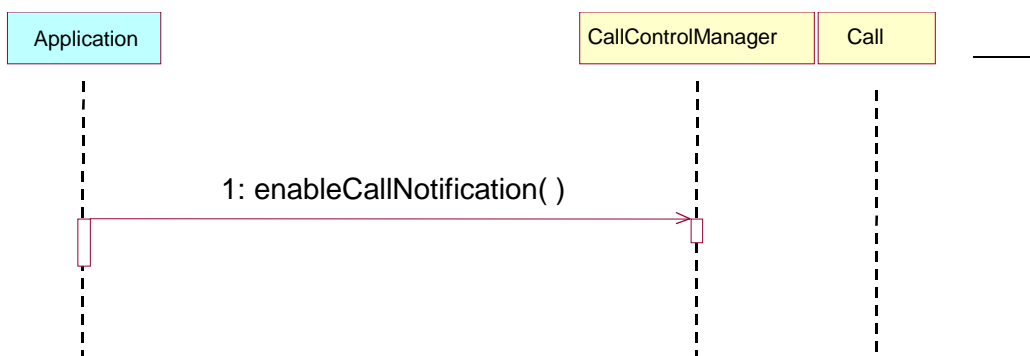 Application
CallControlManager
Call
1: enableCallNotification( )